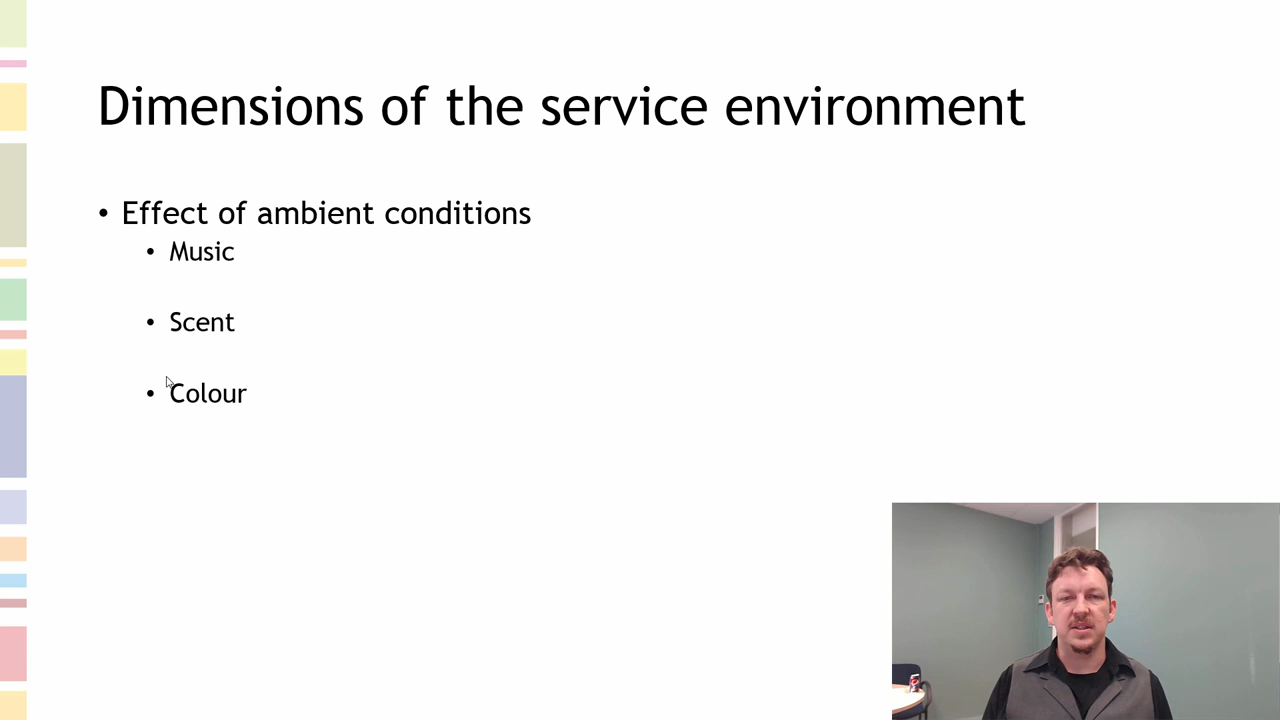 Dimensions of the service environment
• Effect of ambient conditions
• Music
• Scent
• Colour